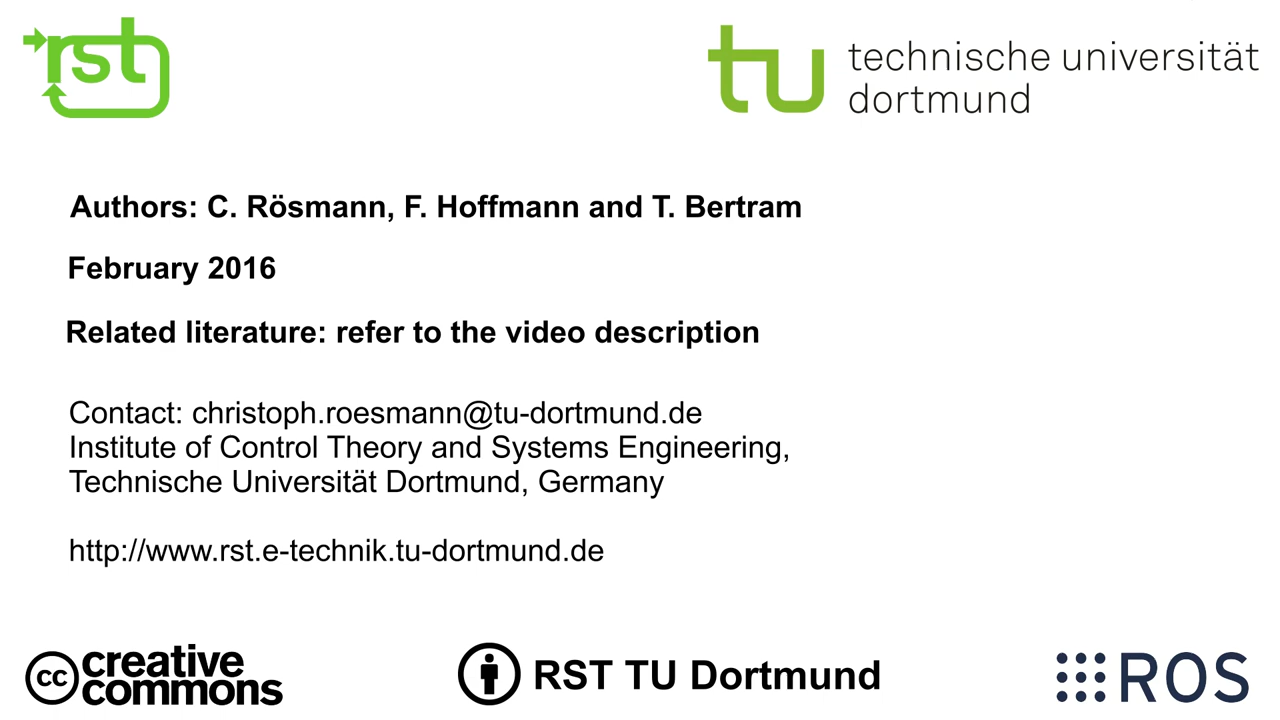 rst
tu technische universität
dortmund
Authors: C. Rösmann, F. Hoffmann and T. Bertram
February 2016
Related literature: refer to the video description
Contact: christoph.roesmann@tu-dortmund.de
Institute of Control Theory and Systems Engineering,
Technische Universität Dortmund, Germany
http://www.rst.e-technik.tu-dortmund.de
cc creative
commons
RST TU Dortmund
ROS